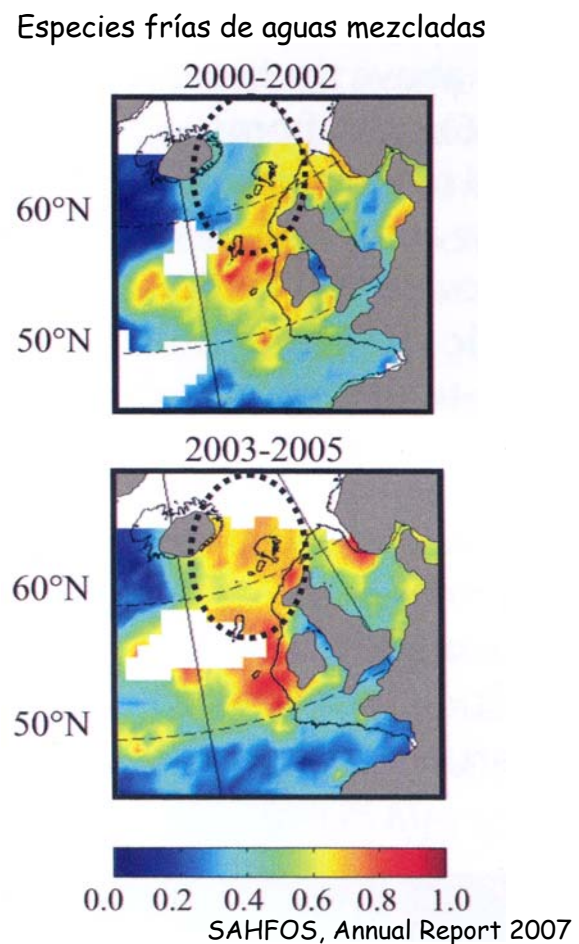 Especies frías de aguas mezcladas
2000-2002
60°N
50°N
2003-2005
60°N
50°N
0.0 0.2 0.4 0.6 0.8 1.0
SAHFOS, Annual Report 2007